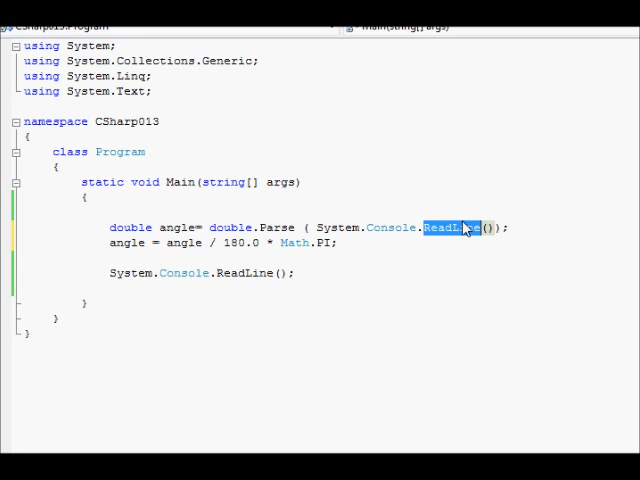 CSharp013.Program Main(string[] args)
using System;
using System.Collections.Generic;
using System.Linq;
using System.Text;
namespace CSharp013
{
class Program
{
static void Main(string[] args)
{
double angle= double.Parse ( System.Console.ReadLine());
angle = angle / 180.0 * Math.PI;
System.Console.ReadLine();
}
}
}